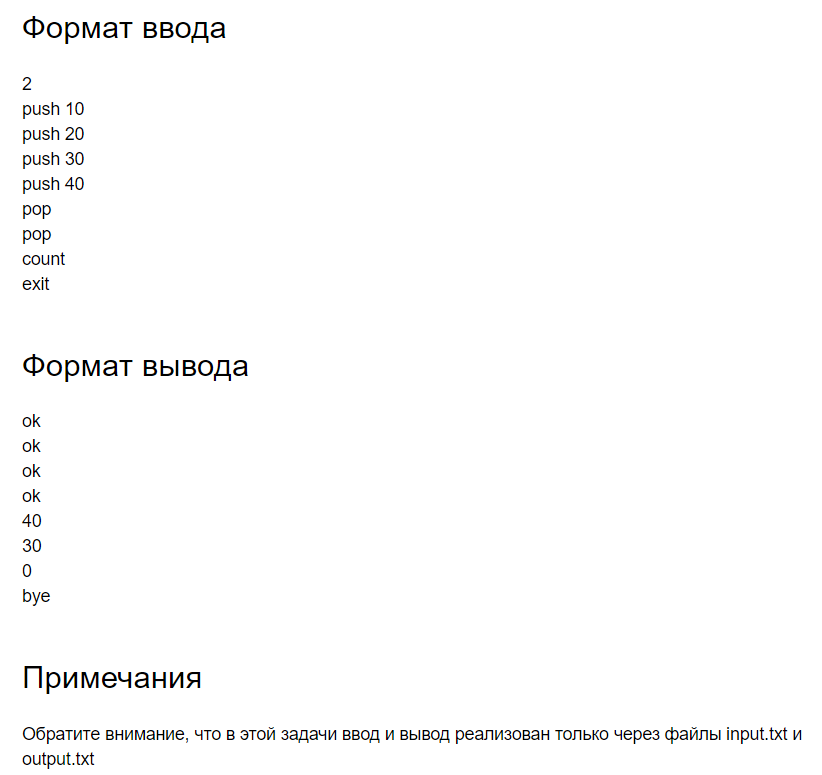 Формат ввода
2
push 10
push 20
push 30
push 40
pop
pop
count
exit
Формат вывода
ok
ok
ok
ok
40
30
0
bye
Примечания
Обратите внимание, что в этой задачи ввод и вывод реализован только через файлы input.txt и
output.txt